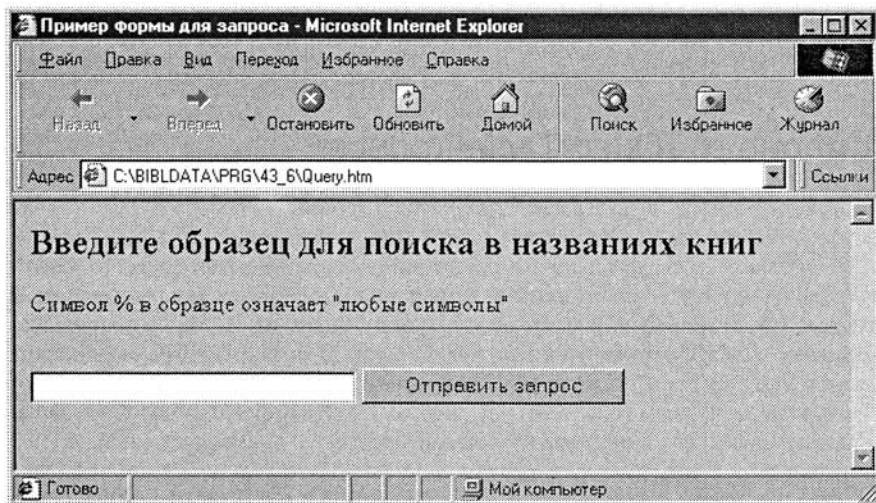 Пример формы для запроса - Microsoft Internet Explorer
Файл Правка Вид Переход Избранное Справка
Назад Вперед Остановить Обновить Домой Поиск Избранное Журнал
Адрес C:\BIBLDATA\PRG\43_6\Query.htm Ссылки
Введите образец для поиска в названиях книг
Символ % в образце означает "любые символы"
Отправить запрос
Готово Мой компьютер